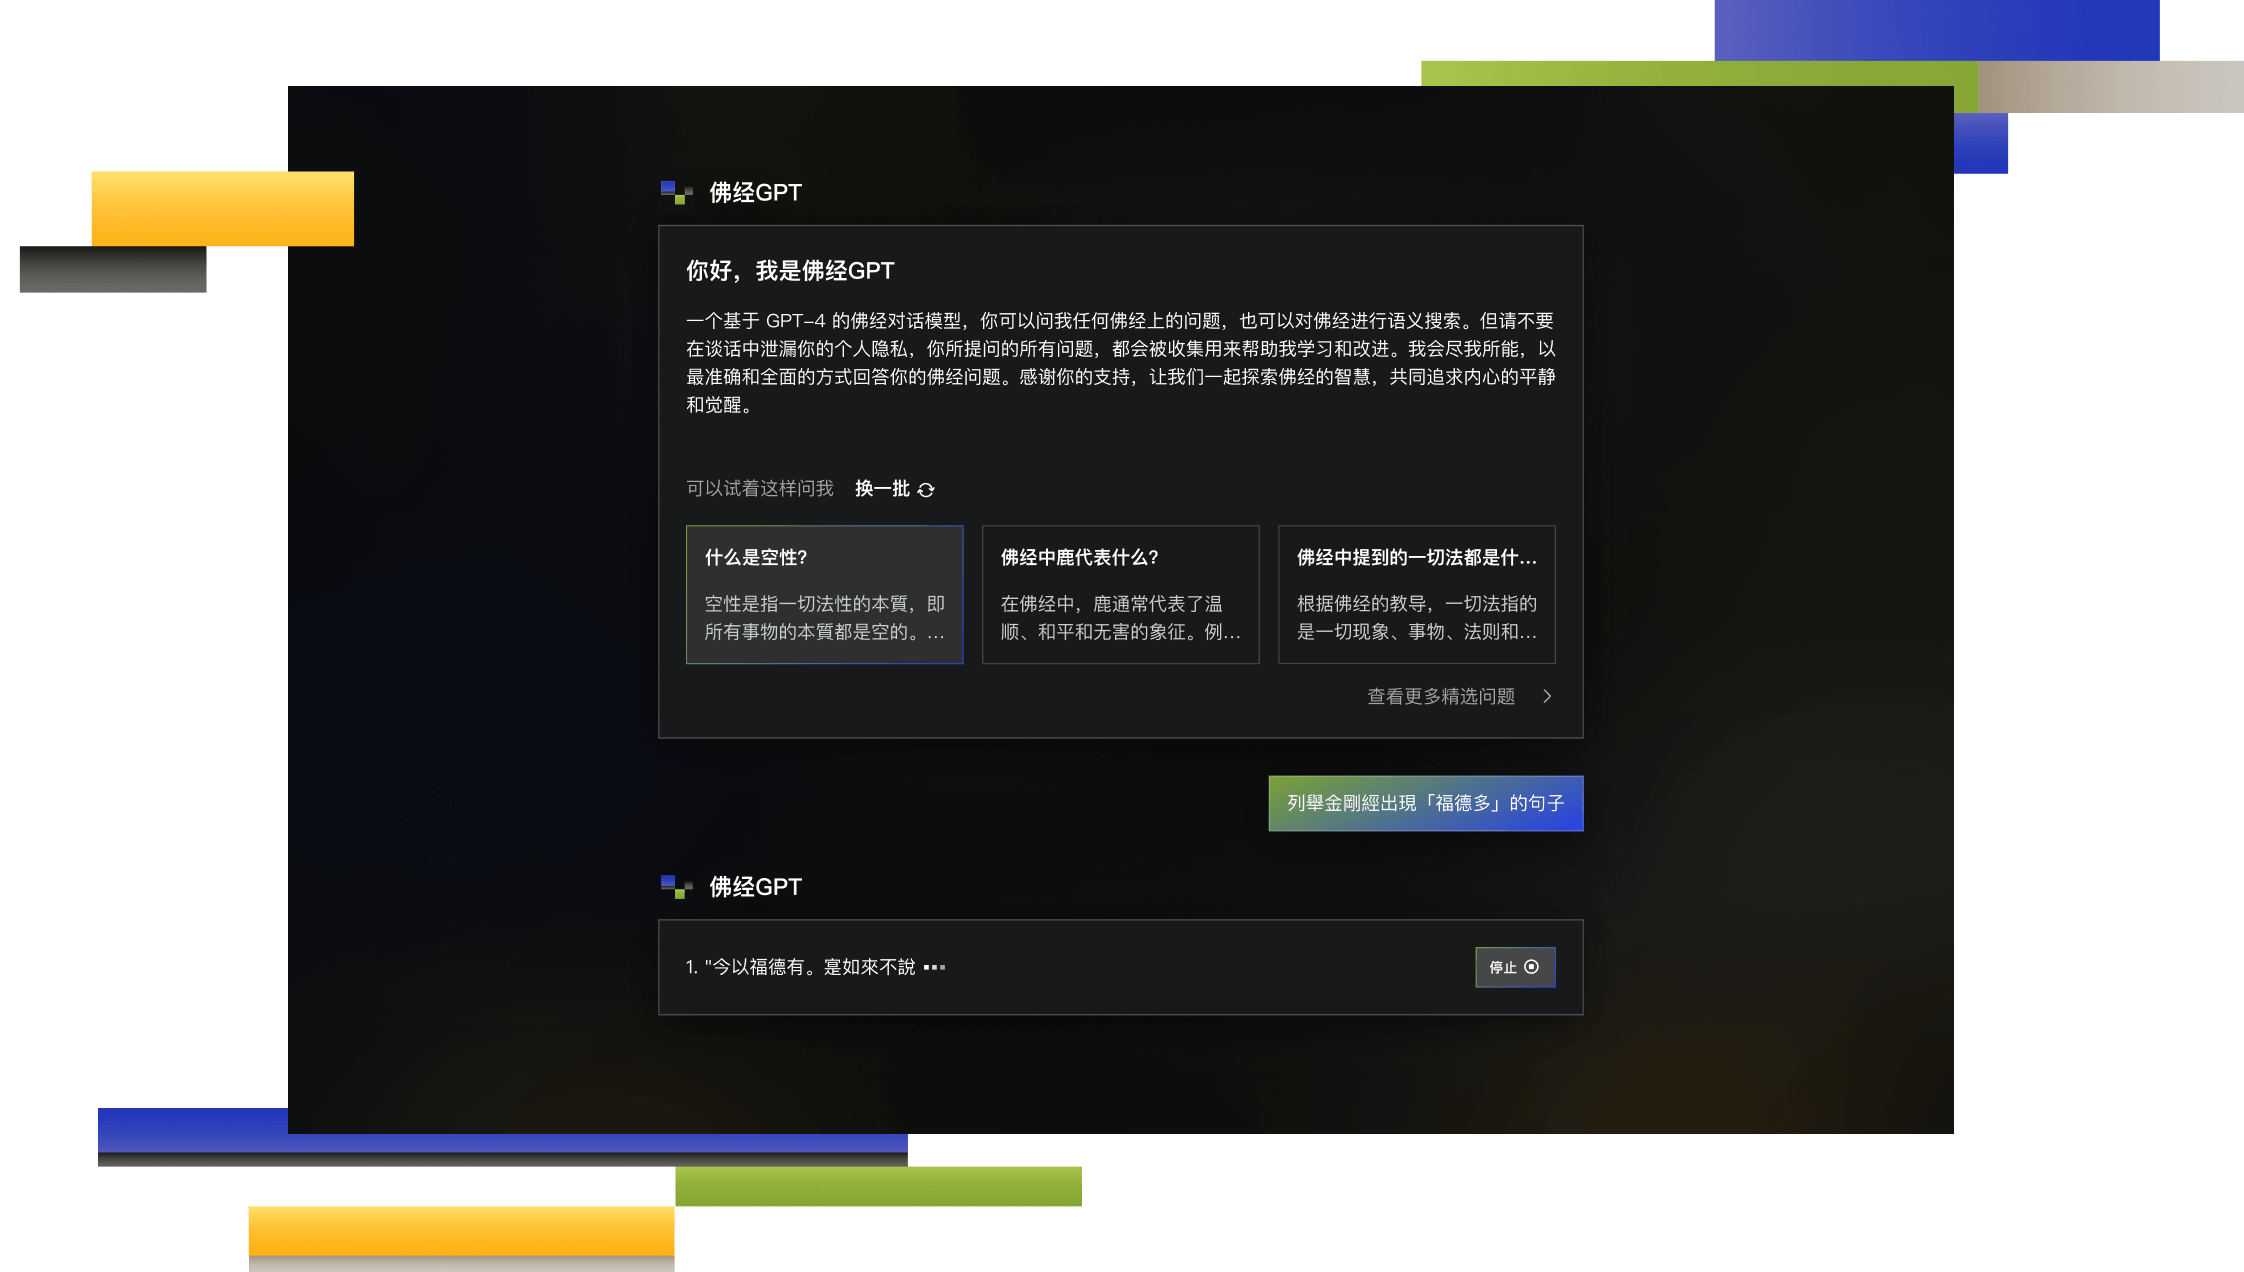 佛经GPT
你好，我是佛经GPT
一个基于 GPT-4 的佛经对话模型，你可以问我任何佛经上的问题，也可以对佛经进行语义搜索。但请不要
在谈话中泄漏你的个人隐私，你所提问的所有问题，都会被收集用来帮助我学习和改进。我会尽我所能，以
最准确和全面的方式回答你的佛经问题。感谢你的支持，让我们一起探索佛经的智慧，共同追求内心的平静
和觉醒。
可以试着这样问我 换一批
什么是空性?
空性是指一切法性的本質，即
所有事物的本質都是空的。...
佛经中鹿代表什么?
在佛经中，鹿通常代表了温
顺、和平和无害的象征。例...
佛经中提到的一切法都是什...
根据佛经的教导，一切法指的
是一切现象、事物、法则和...
查看更多精选问题
列舉金剛經出現「福德多」的句子
佛经GPT
1. "今以福德有。寔如來不說
停止